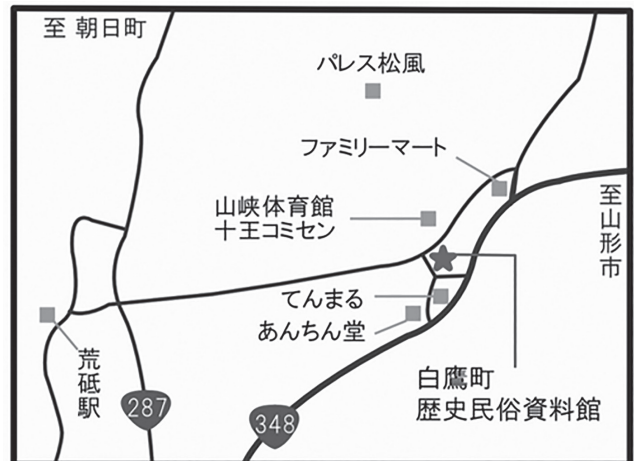 至 朝日町
パレス松風
ファミリーマート
山峡体育館
十王コミセン
至山形市
てんまる
あんちん堂
荒砥駅
白鷹町
歴史民俗資料館
287
348